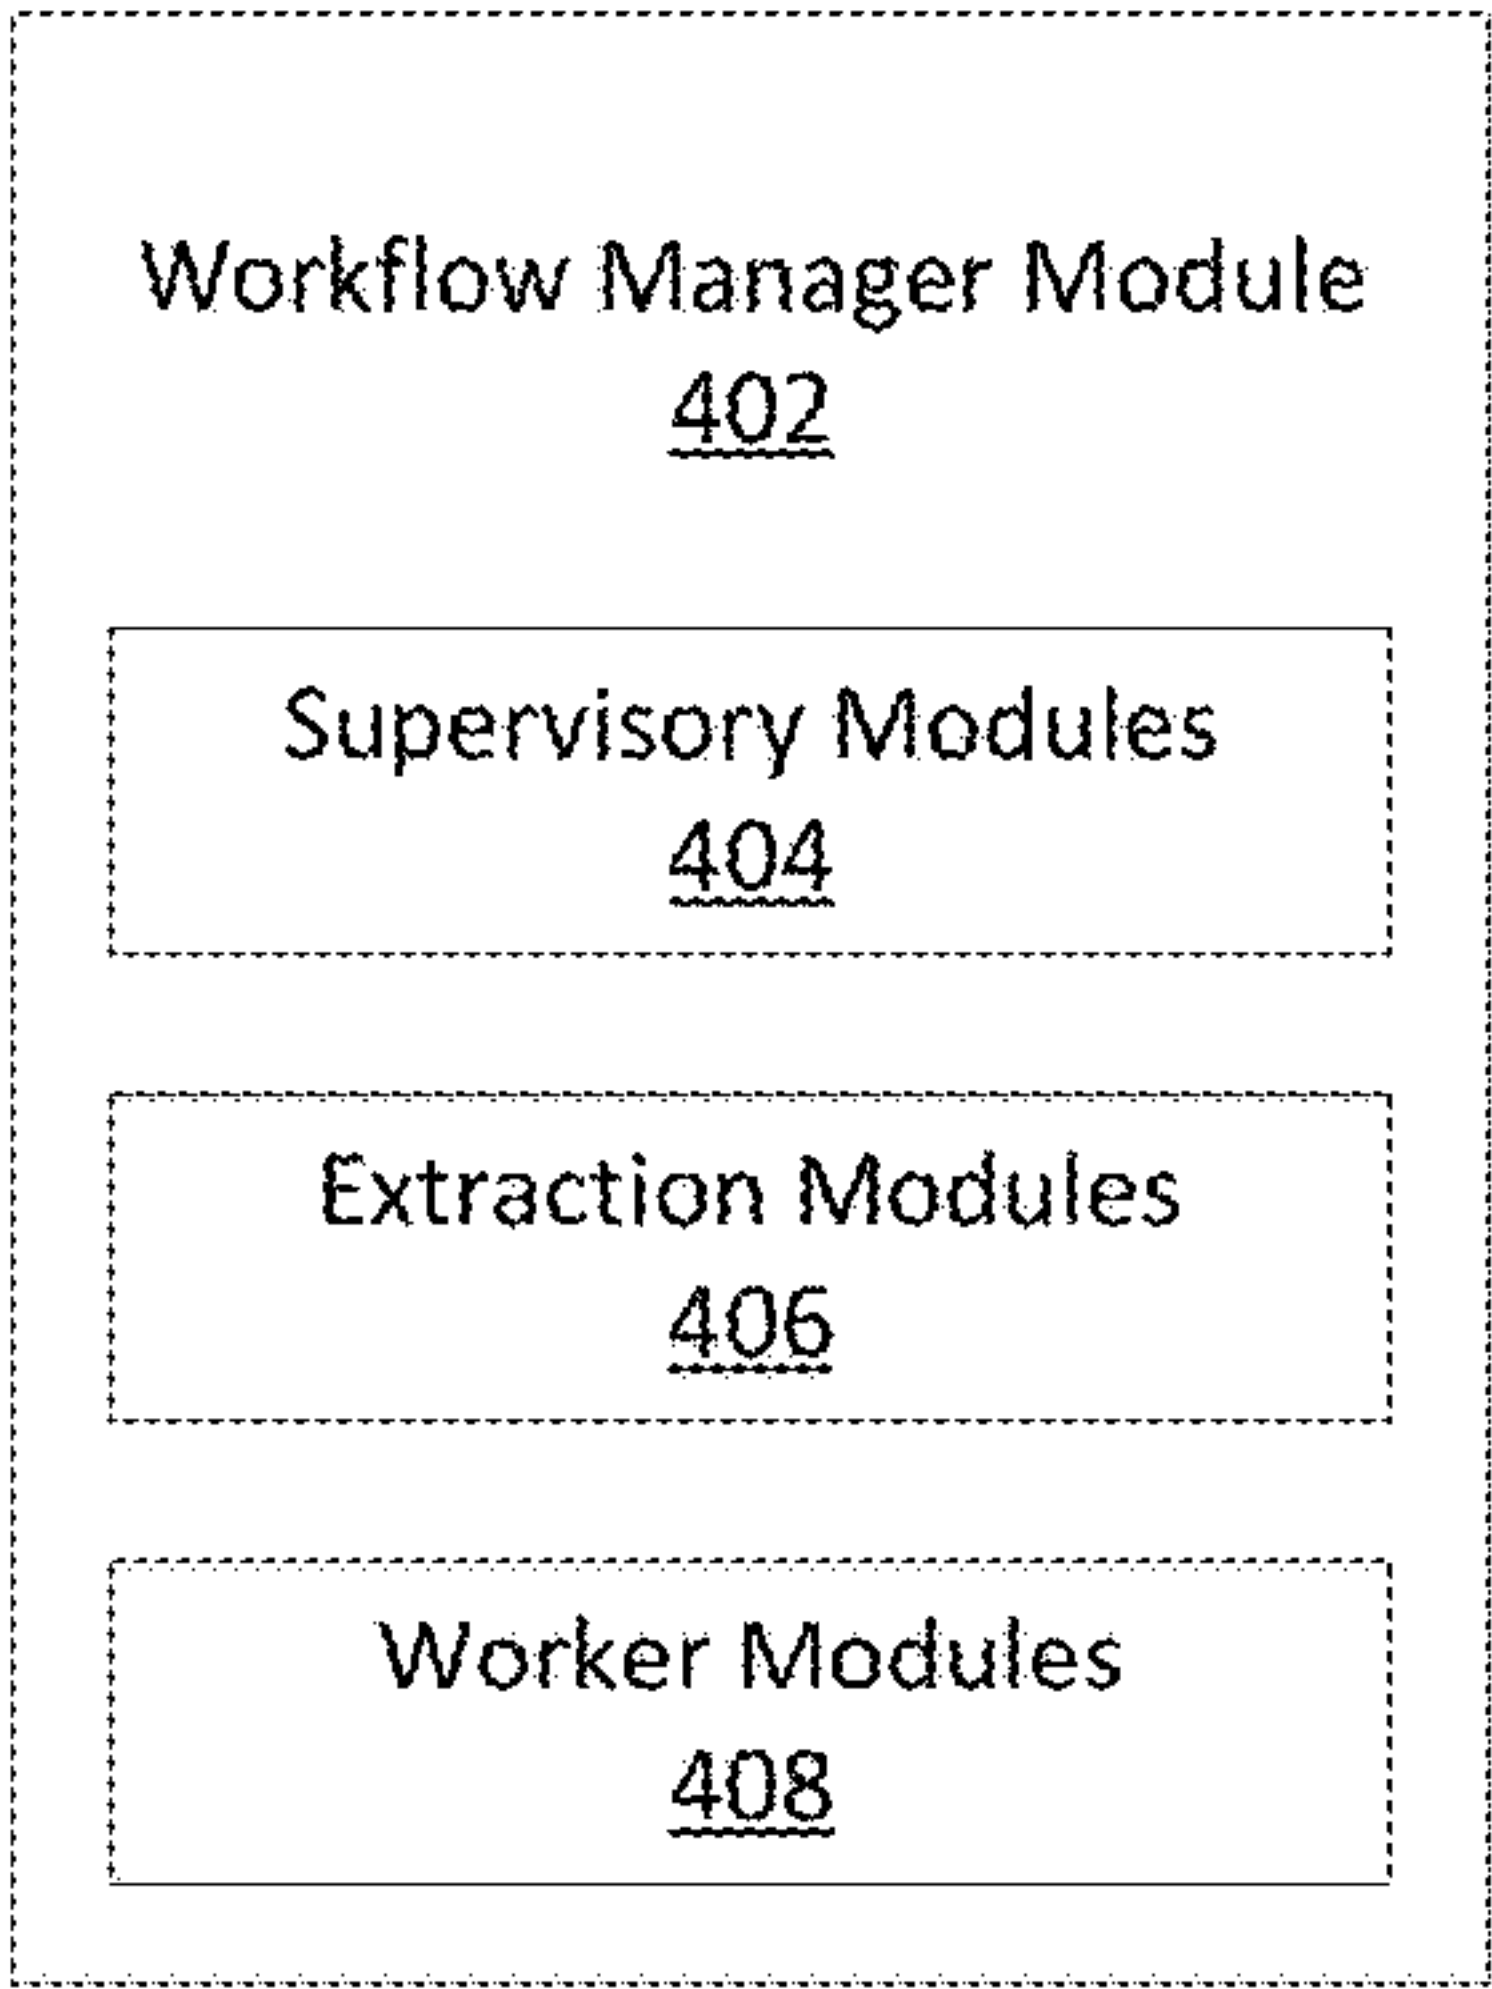 Workflow Manager Module
402
Supervisory Modules
404
Extraction Modules
406
Worker Modules
408